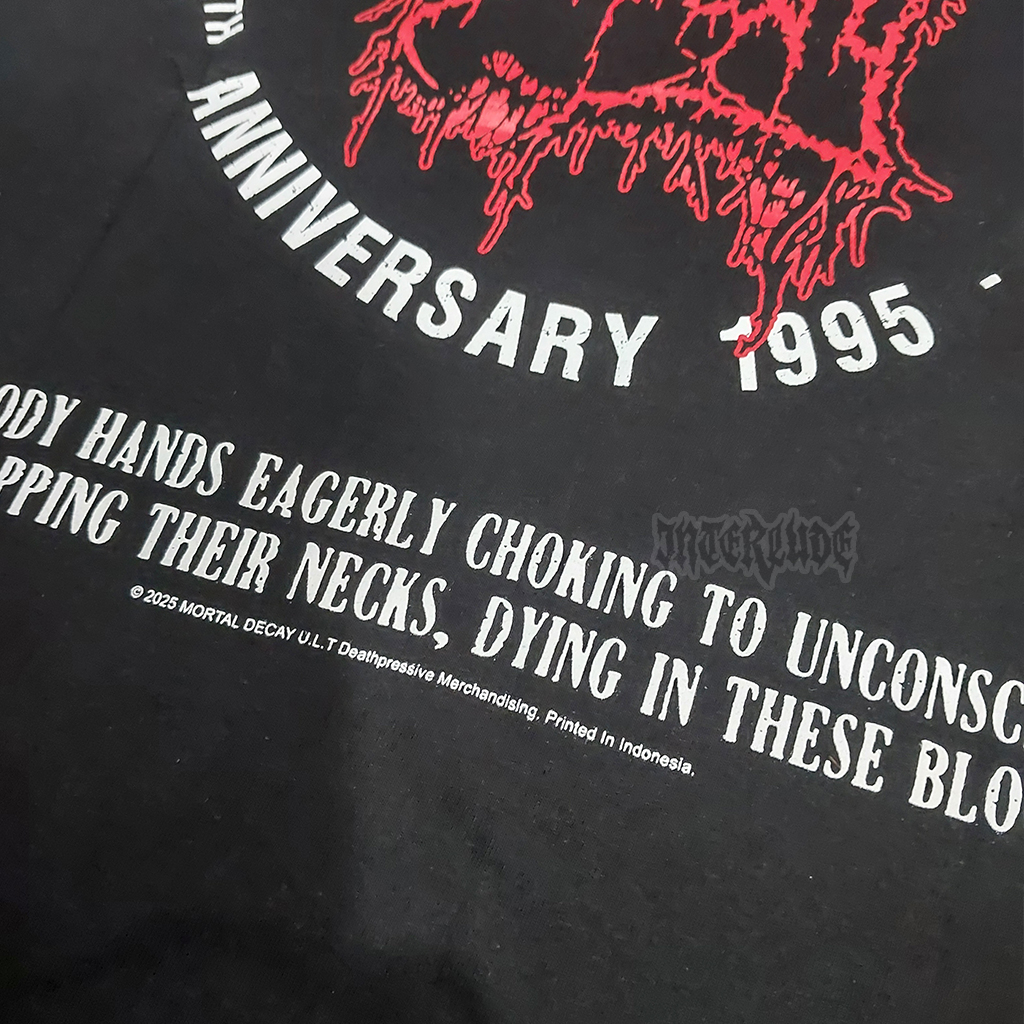 TH ANNIVERSARY 1995 -
ODY HANDS EAGERLY CHOKING TO UNCONSC
PPING THEIR NECKS, DYING IN THESE BLO
© 2025 MORTAL DECAY U.L.T Deathpressive Merchandising. Printed In Indonesia.
INTERLUDE